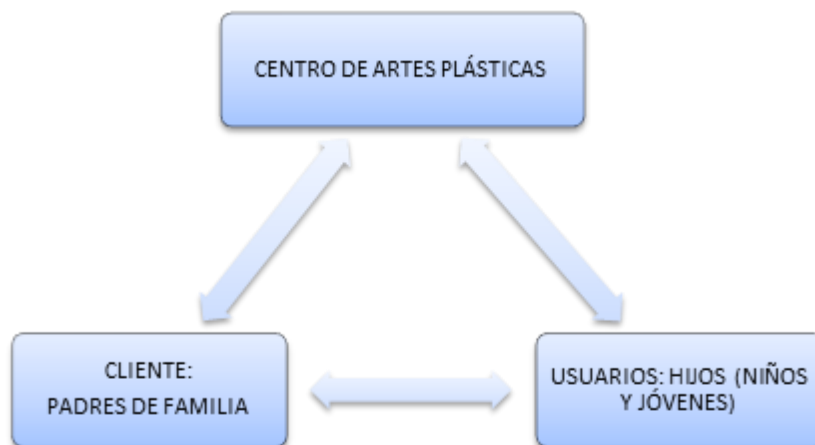 CENTRO DE ARTES PLÁSTICAS
CLIENTE:
PADRES DE FAMILIA
USUARIOS: HIJOS (NIÑOS
Y JÓVENES)